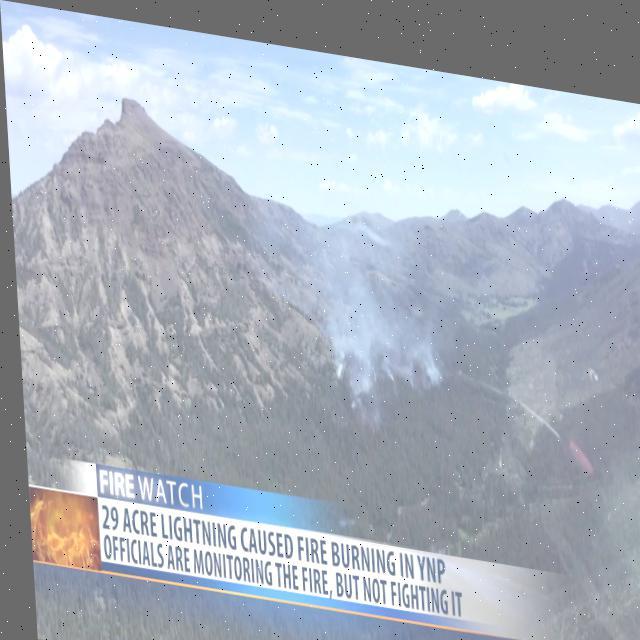 FIRE WATCH
29 ACRE LIGHTNING CAUSED FIRE BURNING IN YNP
OFFICIALS ARE MONITORING THE FIRE, BUT NOT FIGHTING IT